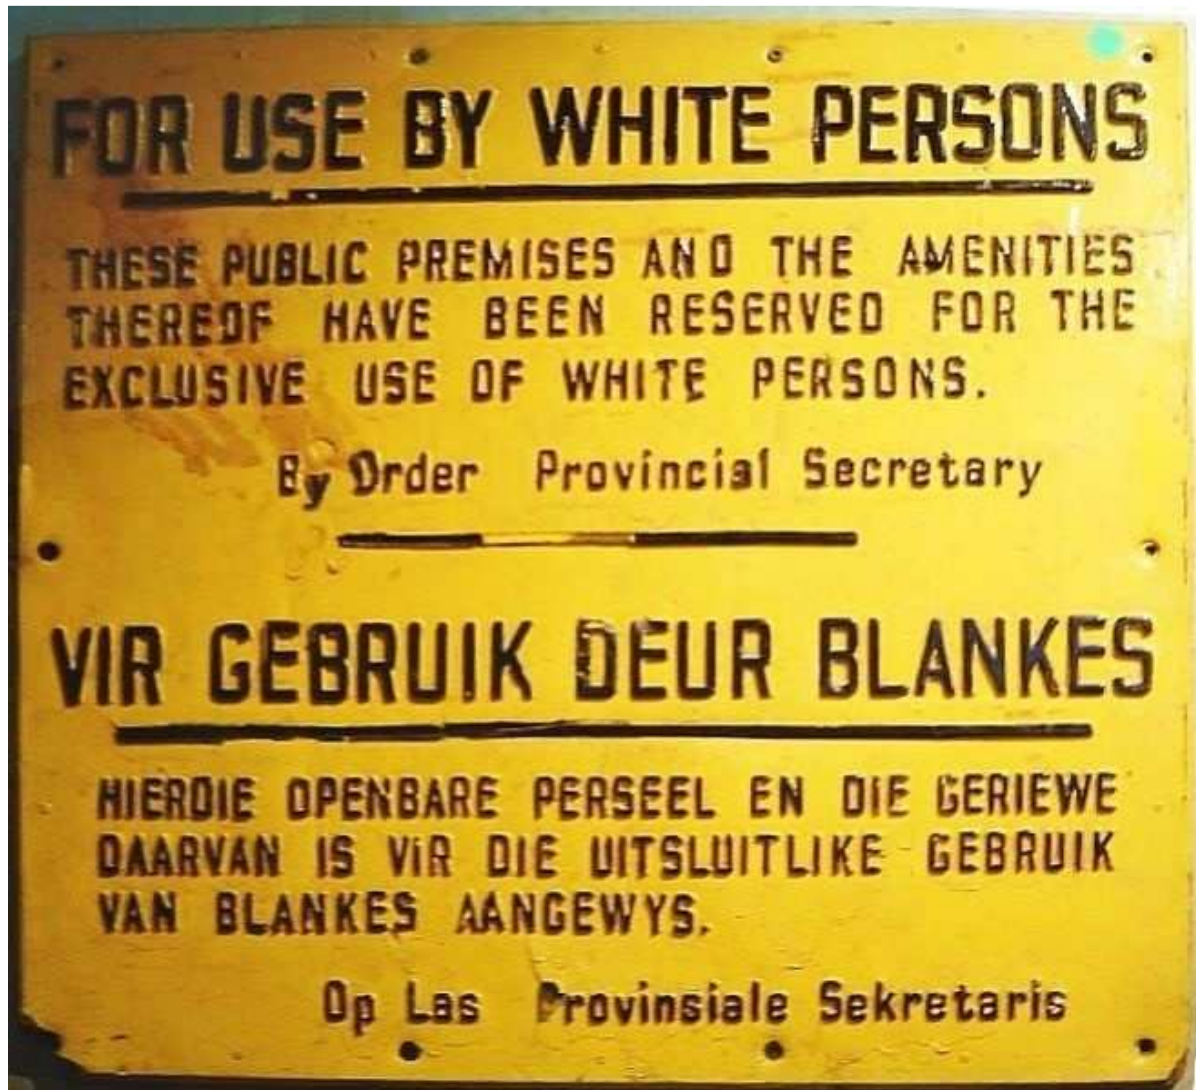 FOR USE BY WHITE PERSONS
THESE PUBLIC PREMISES AND THE AMENITIES
THEREOF HAVE BEEN RESERVED FOR THE
EXCLUSIVE USE OF WHITE PERSONS.
By Order Provincial Secretary
VIR GEBRUIK DEUR BLANKES
HIERDIE OPENBARE PERSEEL EN DIE GERIEWE
DAARVAN IS VIR DIE UITSLUITLIKE GEBRUIK
VAN BLANKES AANGEWYS.
Op Las Provinsiale Sekretaris